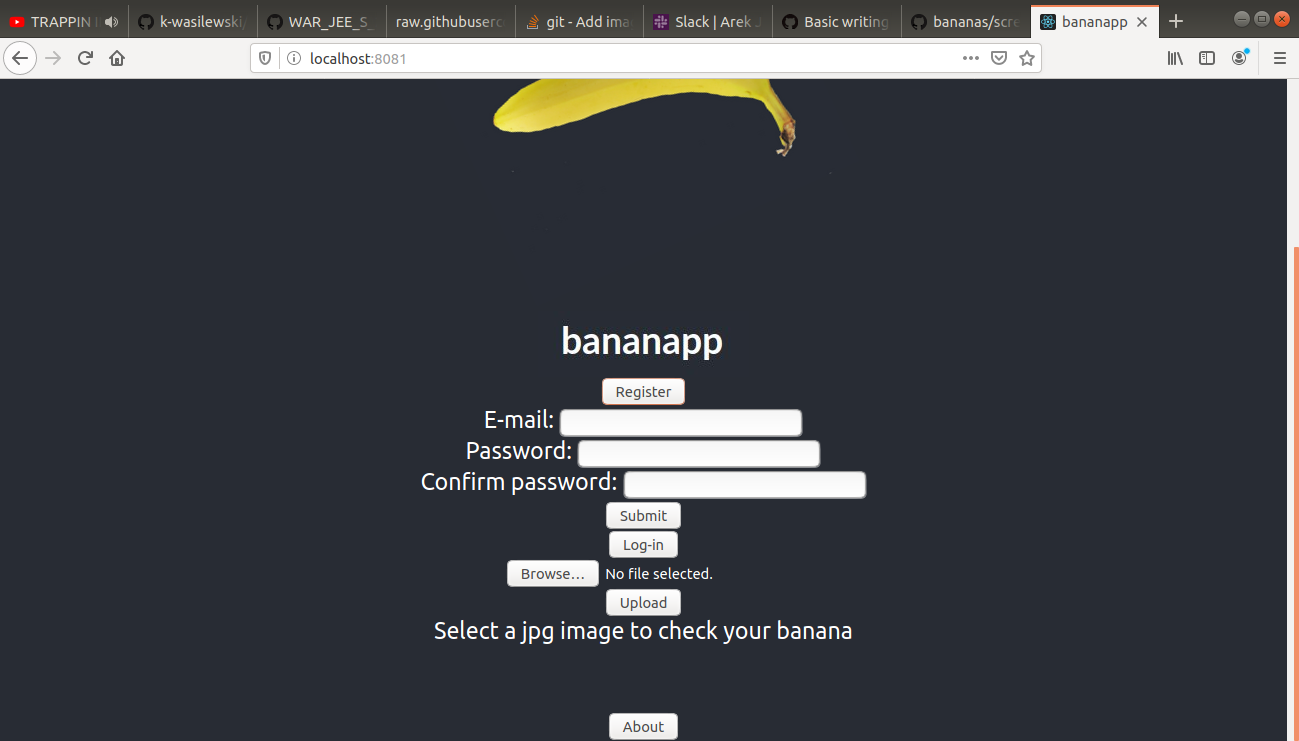 TRAPPIN k-wasilewski/ WAR_JEE_S_ raw.githubuserc git - Add ima Slack | Arek J Basic writing bananas/scre bananapp
localhost:8081
bananapp
Register
E-mail:
Password:
Confirm password:
Submit
Log-in
Browse… No file selected.
Upload
Select a jpg image to check your banana
About